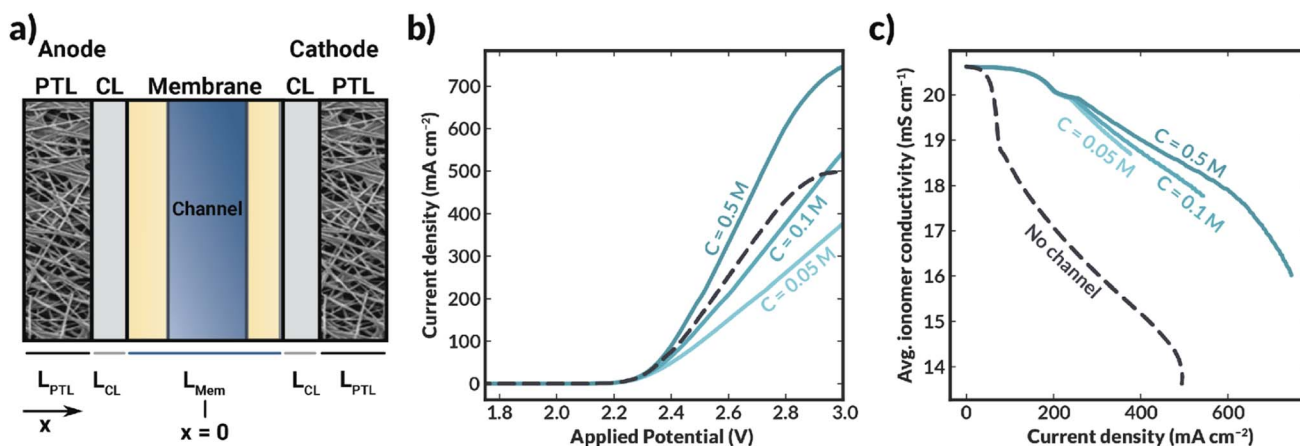 a)
Anode Cathode
PTL CL Membrane CL PTL
Channel
L_PTL L_CL L_Mem L_CL L_PTL
x
x = 0
b)
Current density (mA cm⁻²)
700
600
500
400
300
200
100
0
C = 0.5 M
C = 0.1 M
C = 0.05 M
1.8 2.0 2.2 2.4 2.6 2.8 3.0
Applied Potential (V)
c)
Avg. ionomer conductivity (mS cm⁻¹)
20
19
18
17
16
15
14
C = 0.05 M
C = 0.5 M
C = 0.1 M
No channel
0 200 400 600
Current density (mA cm⁻²)